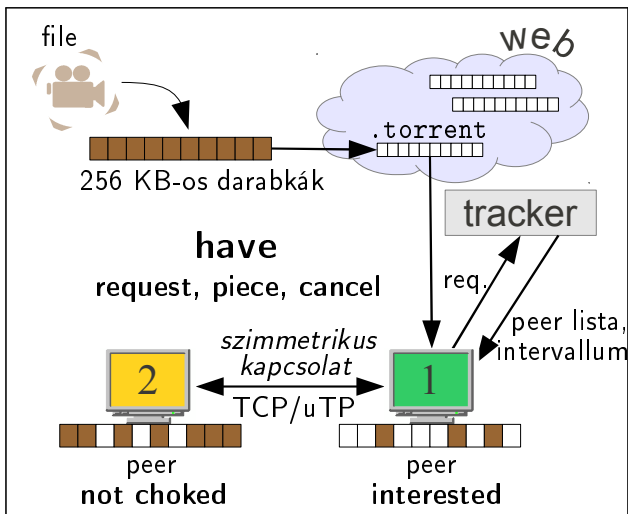 file
web
.torrent
256 KB-os darabkák
tracker
have
request, piece, cancel
req.
peer lista,
intervallum
szimmetrikus
kapcsolat
2
1
TCP/uTP
peer
not choked
peer
interested